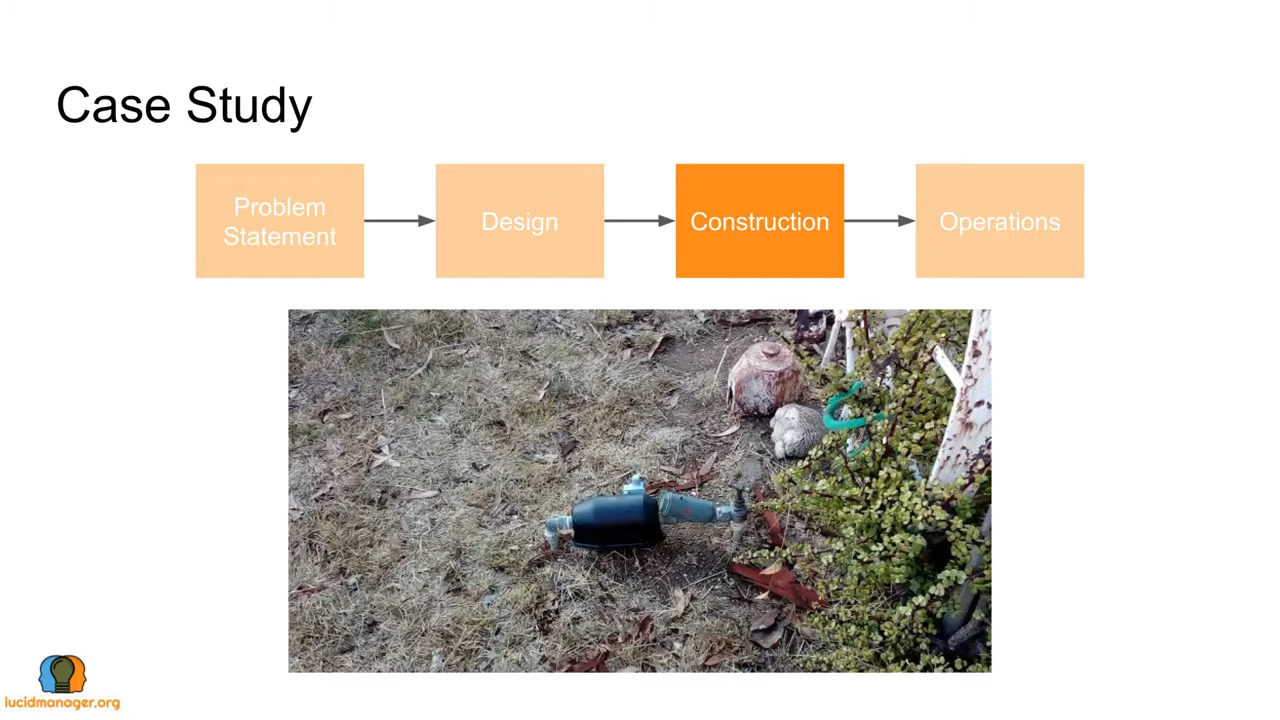 Case Study
Problem
Statement
Design
Construction
Operations
lucidmanager.org